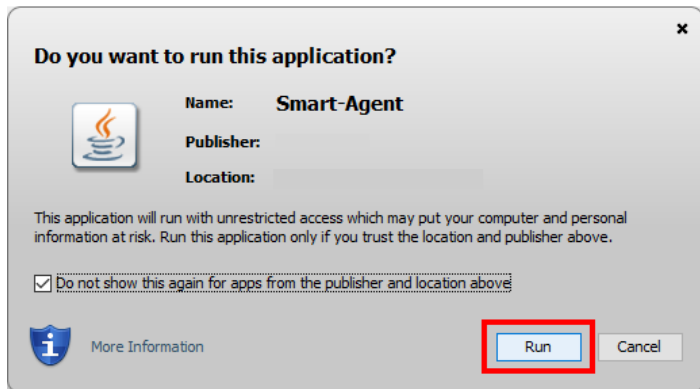 Do you want to run this application?
Name: Smart-Agent
Publisher:
Location:
This application will run with unrestricted access which may put your computer and personal
information at risk. Run this application only if you trust the location and publisher above.
Do not show this again for apps from the publisher and location above
More Information
Run
Cancel